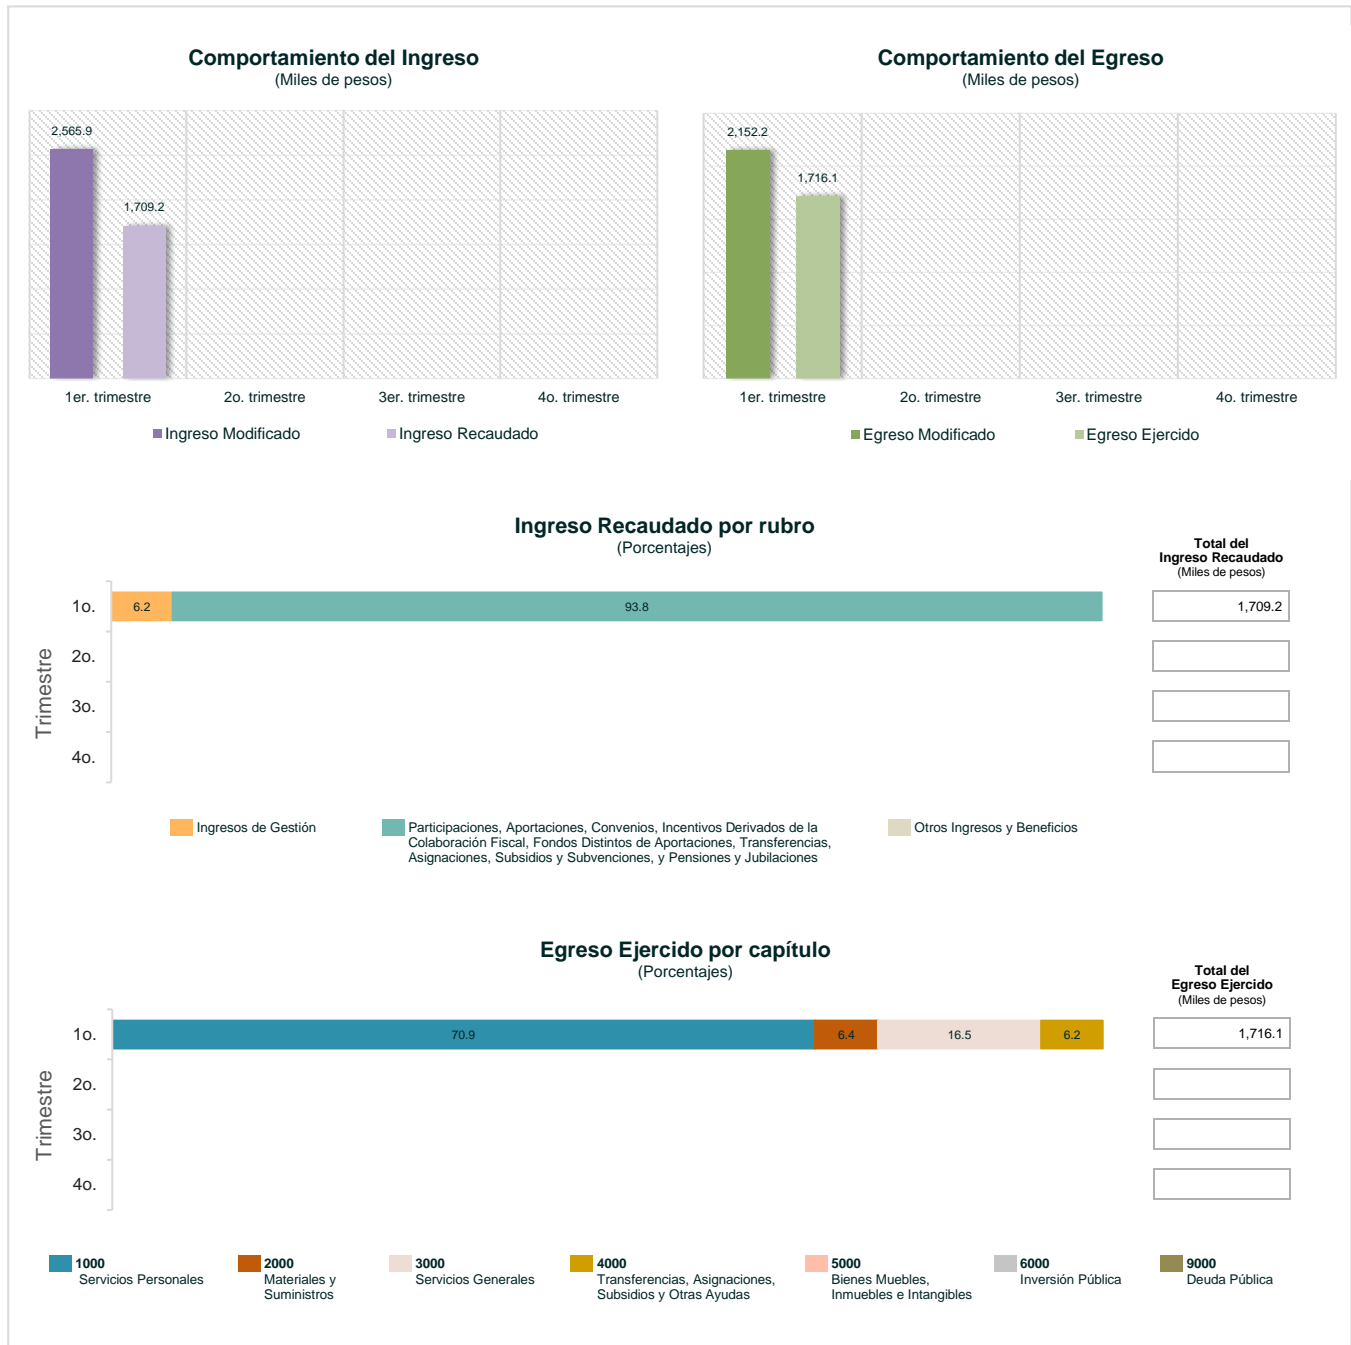 Comportamiento del Ingreso
(Miles de pesos)
2,565.9
1,709.2
1er. trimestre
2o. trimestre
3er. trimestre
4o. trimestre
Ingreso Modificado
Ingreso Recaudado
Comportamiento del Egreso
(Miles de pesos)
2,152.2
1,716.1
1er. trimestre
2o. trimestre
3er. trimestre
4o. trimestre
Egreso Modificado
Egreso Ejercido
Ingreso Recaudado por rubro
(Porcentajes)
Total del
Ingreso Recaudado
(Miles de pesos)
Trimestre
1o.
6.2
93.8
1,709.2
2o.
3o.
4o.
Ingresos de Gestión
Participaciones, Aportaciones, Convenios, Incentivos Derivados de la
Colaboración Fiscal, Fondos Distintos de Aportaciones, Transferencias,
Asignaciones, Subsidios y Subvenciones, y Pensiones y Jubilaciones
Otros Ingresos y Beneficios
Egreso Ejercido por capítulo
(Porcentajes)
Total del
Egreso Ejercido
(Miles de pesos)
Trimestre
1o.
70.9
6.4
16.5
6.2
1,716.1
2o.
3o.
4o.
1000
Servicios Personales
2000
Materiales y
Suministros
3000
Servicios Generales
4000
Transferencias, Asignaciones,
Subsidios y Otras Ayudas
5000
Bienes Muebles,
Inmuebles e Intangibles
6000
Inversión Pública
9000
Deuda Pública